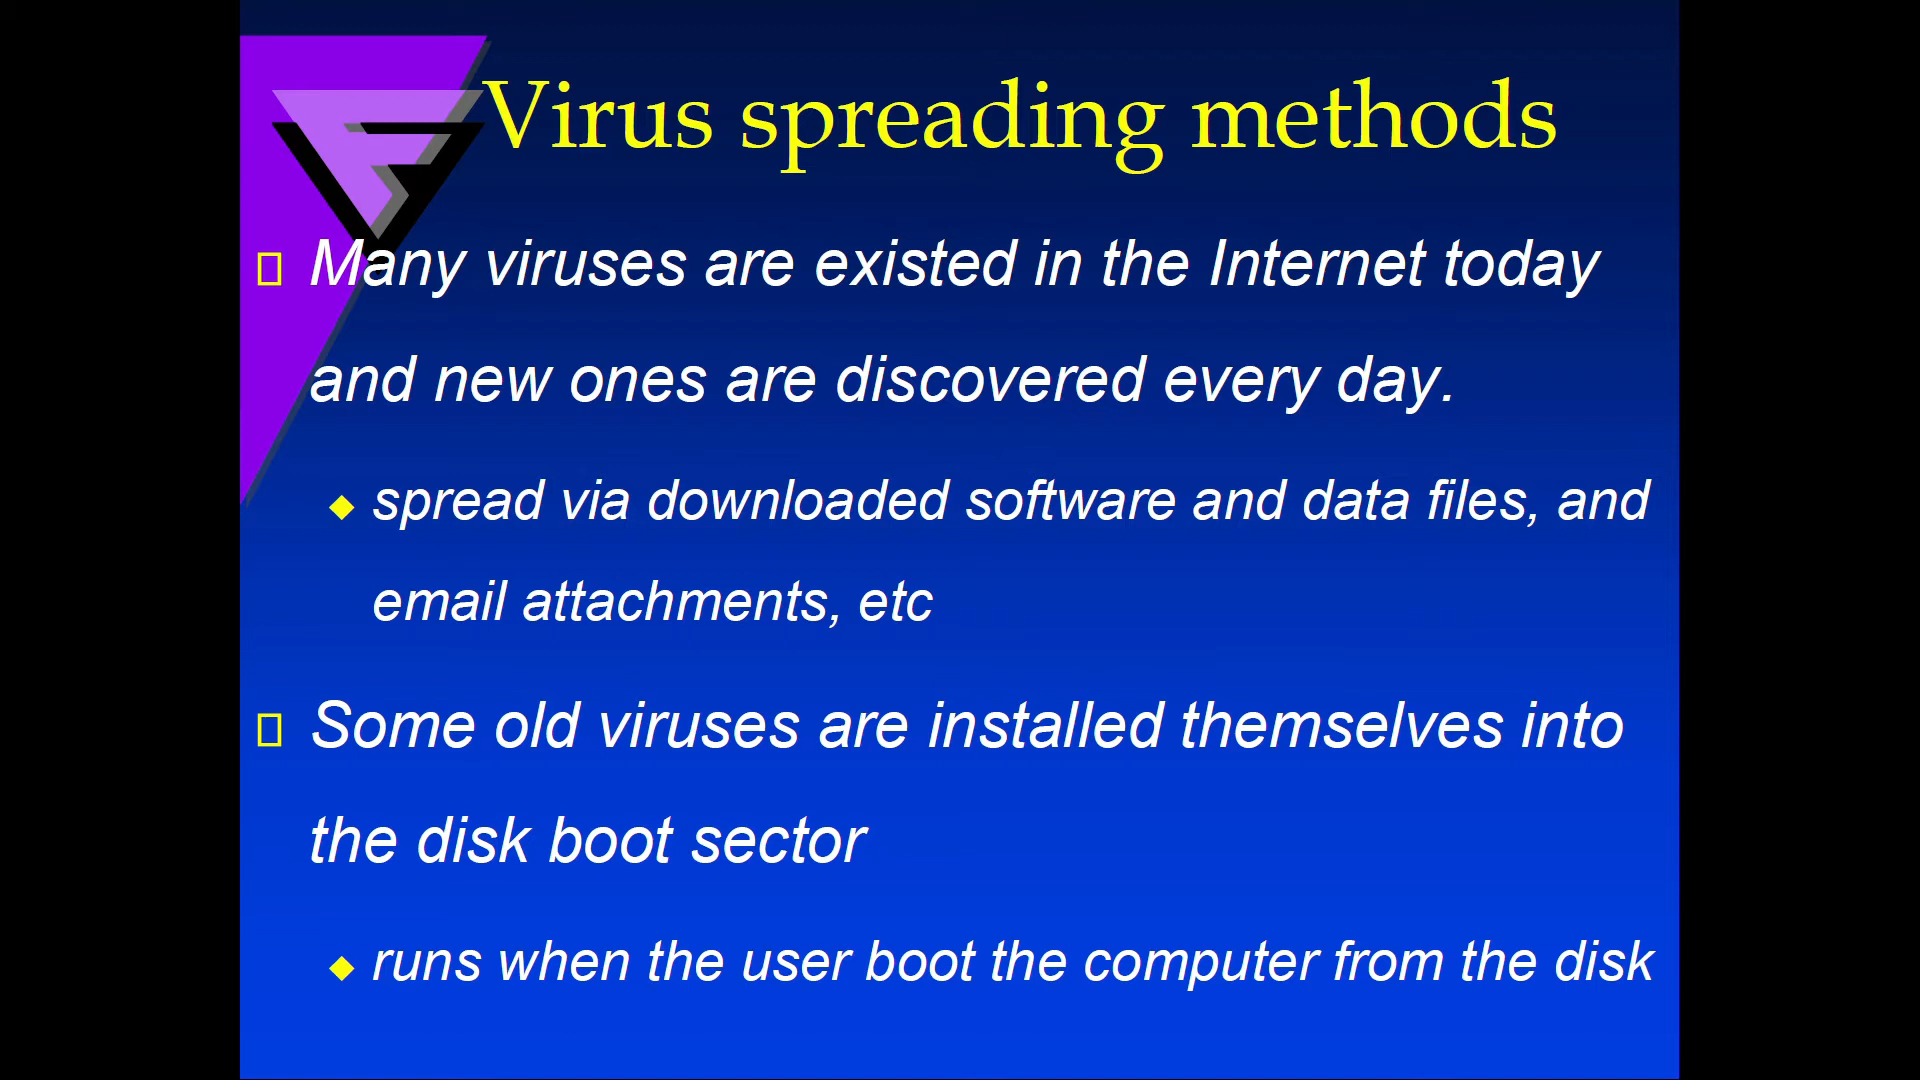 Virus spreading methods
Many viruses are existed in the Internet today
and new ones are discovered every day.
spread via downloaded software and data files, and
email attachments, etc
Some old viruses are installed themselves into
the disk boot sector
runs when the user boot the computer from the disk